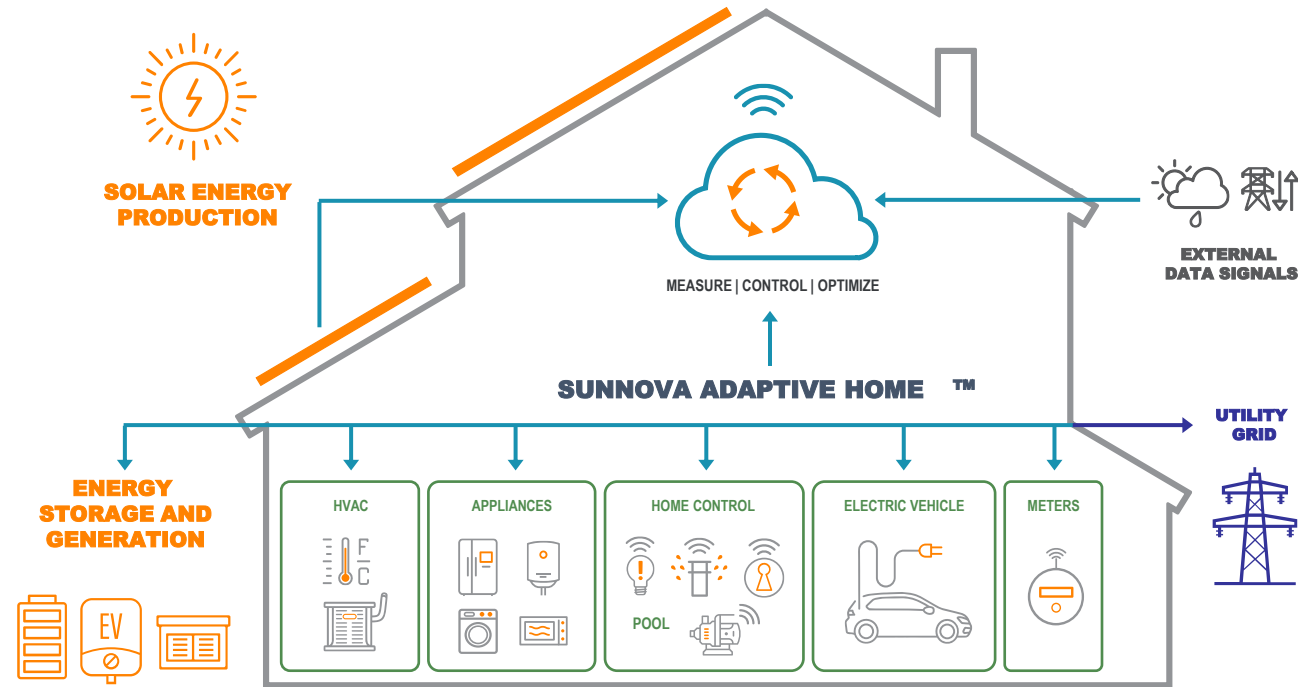 SOLAR ENERGY
PRODUCTION
EXTERNAL
DATA SIGNALS
MEASURE | CONTROL | OPTIMIZE
SUNNOVA ADAPTIVE HOME ™
UTILITY
GRID
ENERGY
STORAGE AND
GENERATION
HVAC
APPLIANCES
HOME CONTROL
ELECTRIC VEHICLE
METERS
F
C
POOL
EV